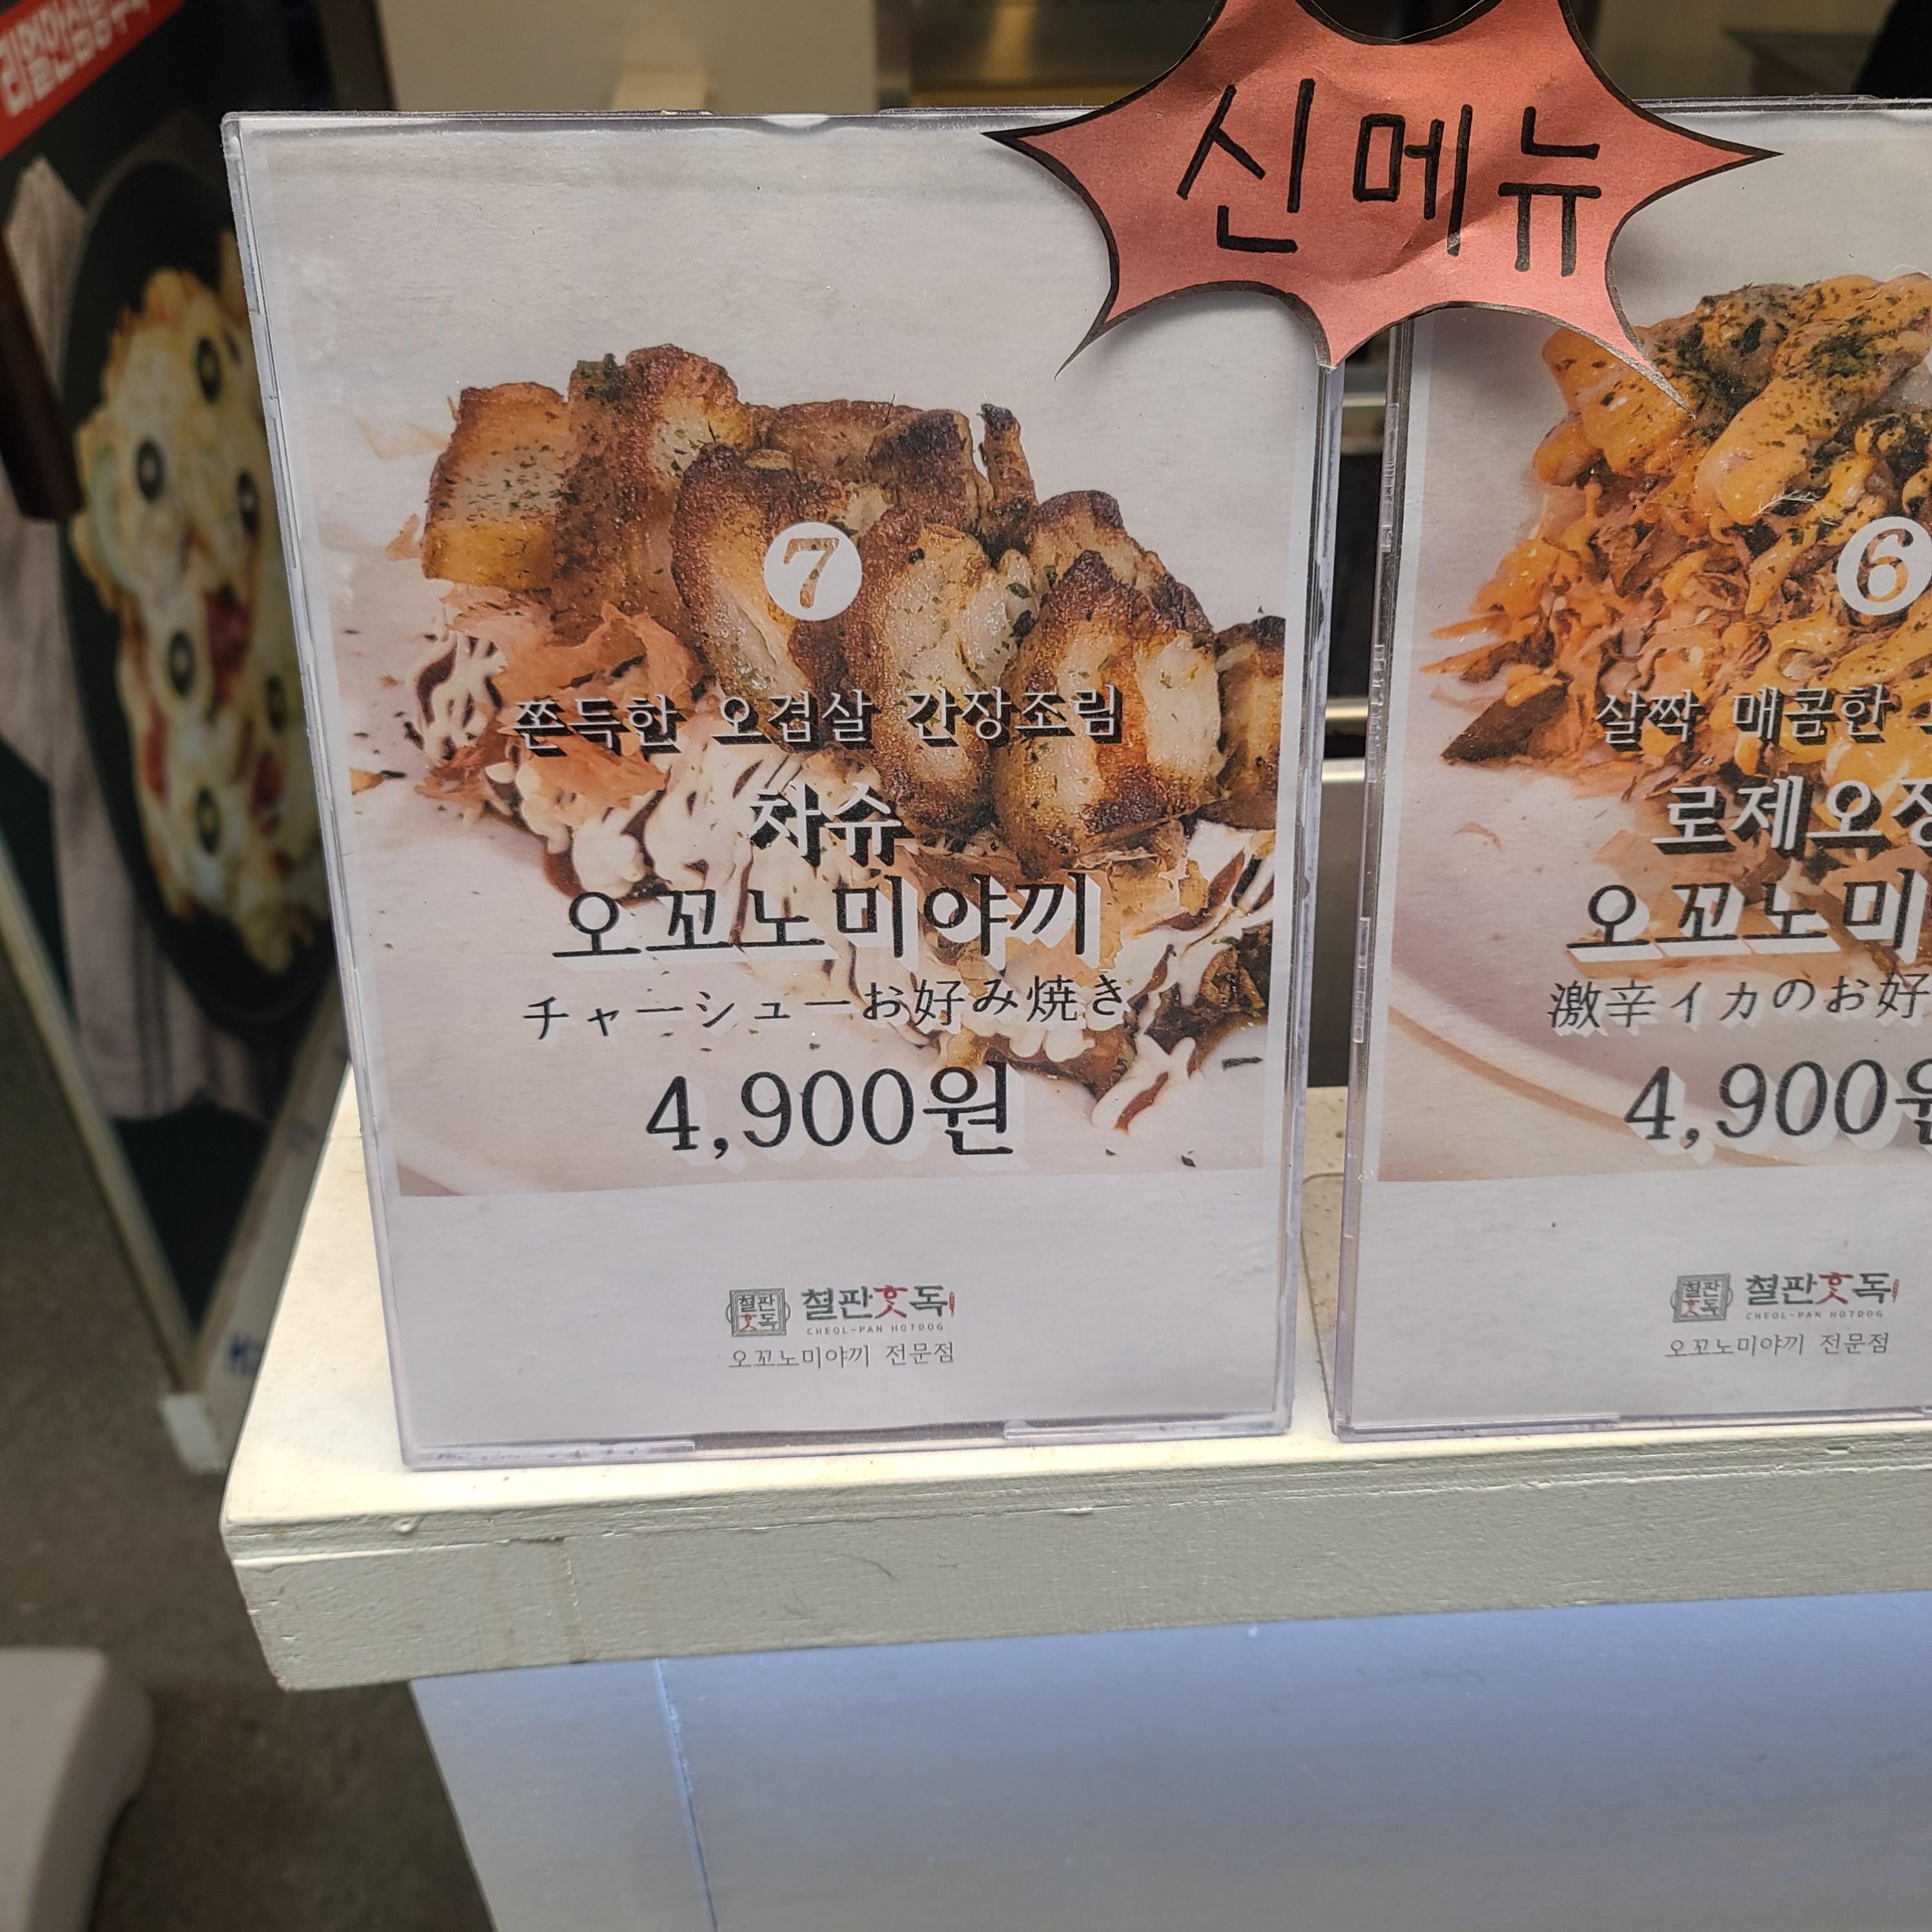 신메뉴
7
쫀득한 오겹살 간장조림
차슈
오꼬노미야끼
チャーシューお好み焼き
4,900원
철판
훗독
철판훗독
CHEOL-PAN HOTDOG
오꼬노미야끼 전문점
6
살짝 매콤한
로제오징
오꼬노미
激辛イカのお好
4,900원
철판
훗독
철판훗독
CHEOL-PAN HOTDOG
오꼬노미야끼 전문점